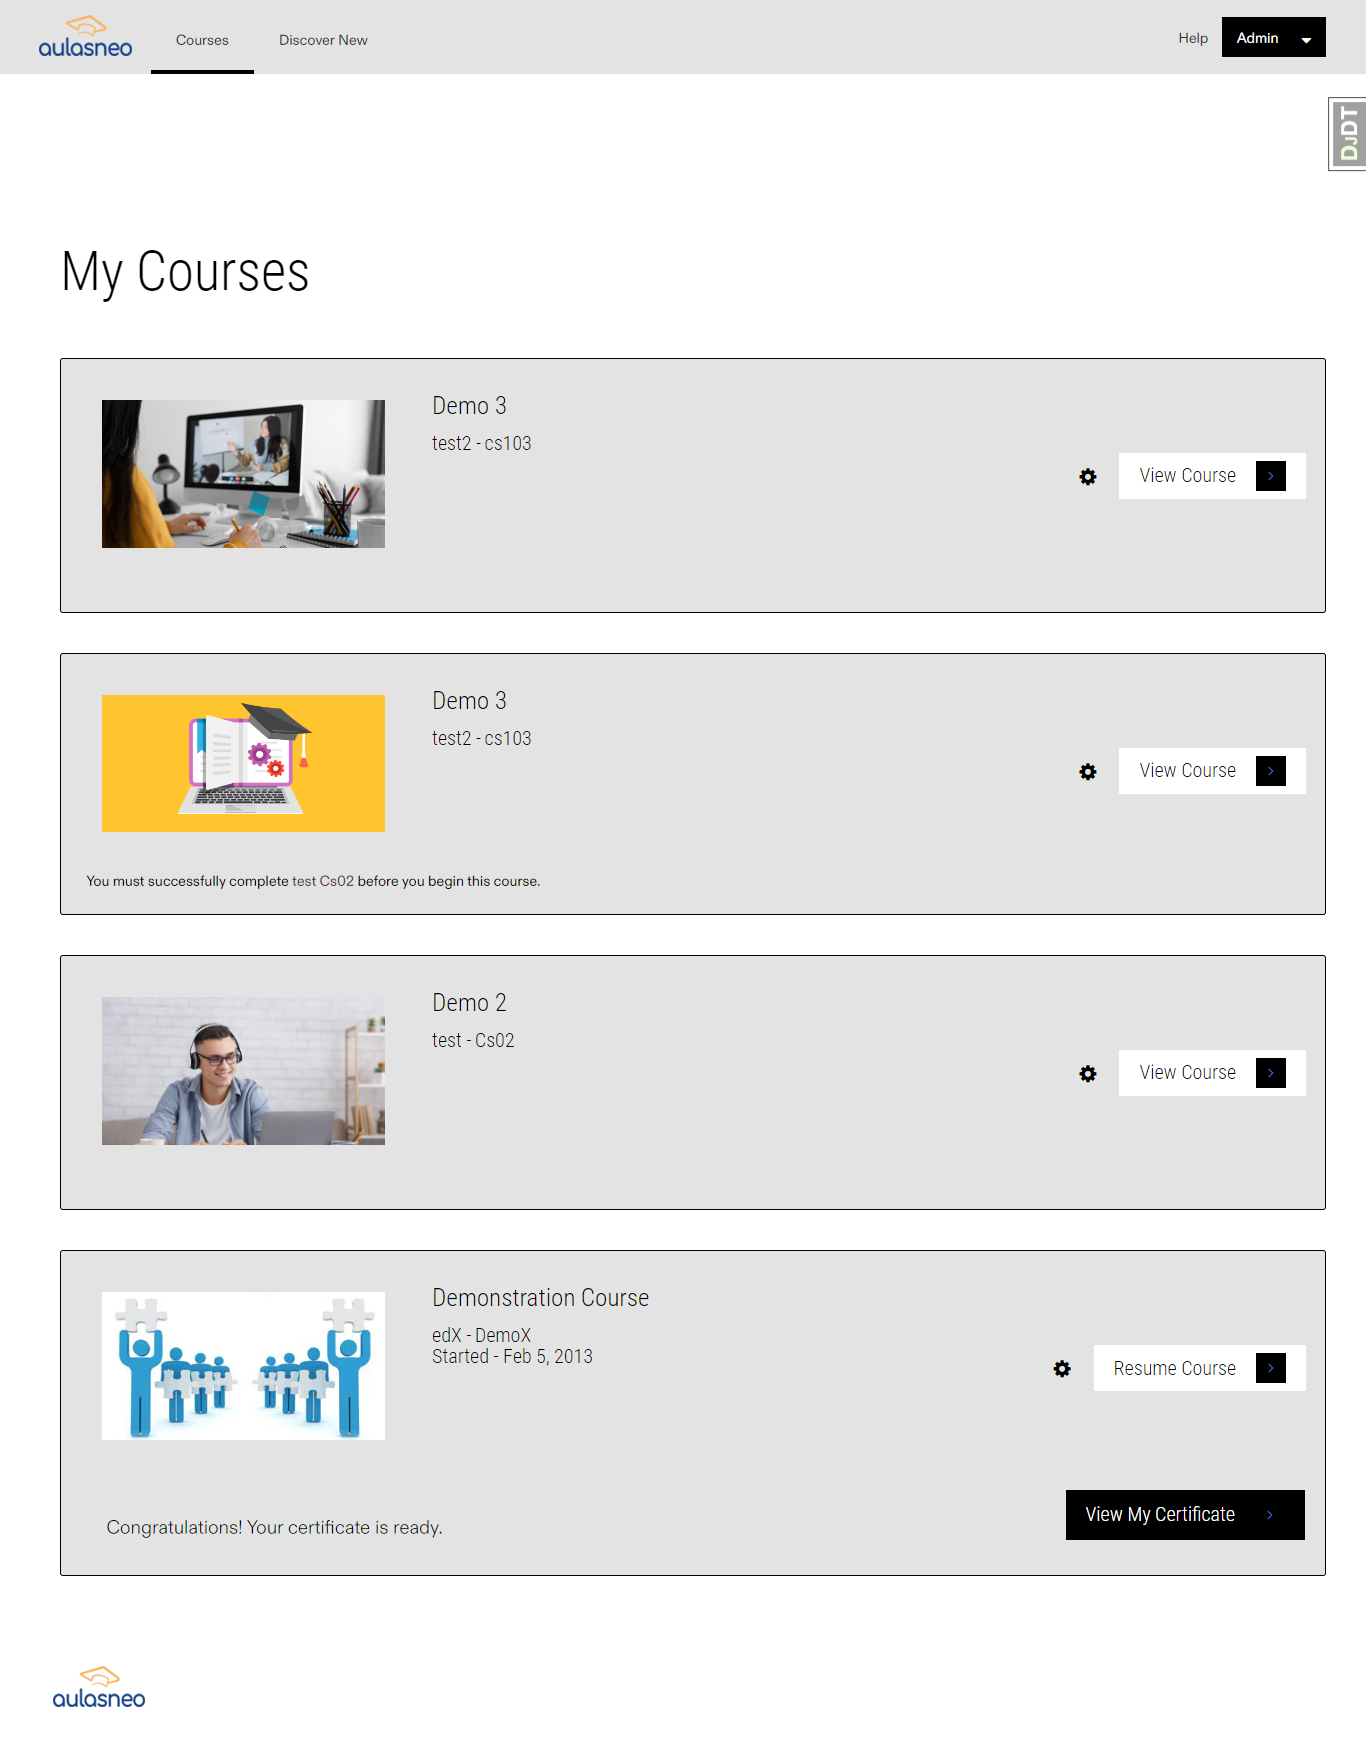 aulasneo
Courses
Discover New
Help
Admin
DJDT
My Courses
Demo 3
test2 - cs103
View Course
Demo 3
test2 - cs103
View Course
You must successfully complete test Cs02 before you begin this course.
Demo 2
test - Cs02
View Course
Demonstration Course
edX - DemoX
Started - Feb 5, 2013
Resume Course
Congratulations! Your certificate is ready.
View My Certificate
aulasneo